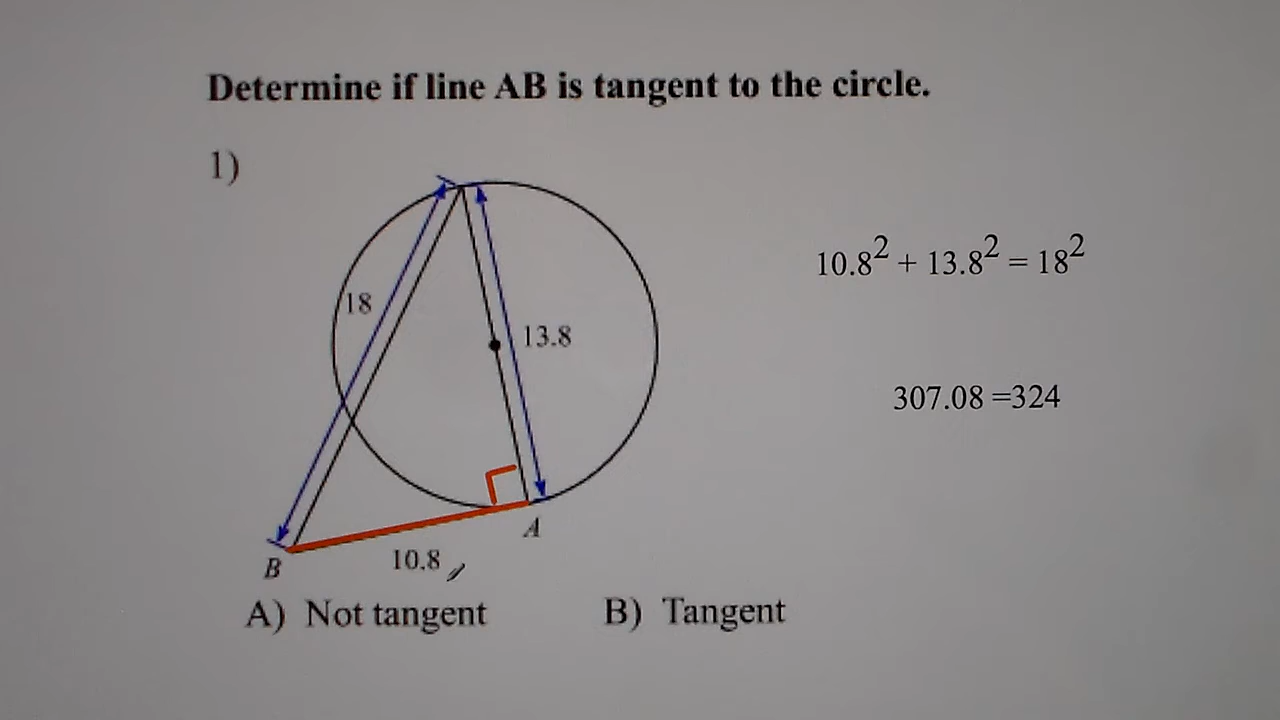 Determine if line AB is tangent to the circle.
1)
18
13.8
10.8² + 13.8² = 18²
307.08 =324
A
B
10.8
A) Not tangent
B) Tangent